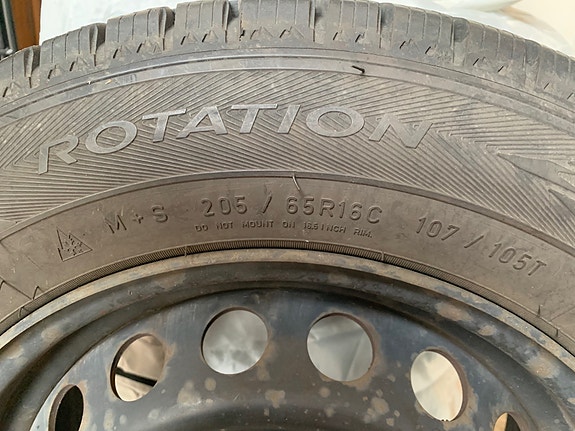 ROTATION
M + S 205 / 65R16C 107 / 105T
DO NOT MOUNT ON 16.5 INCH RIM.